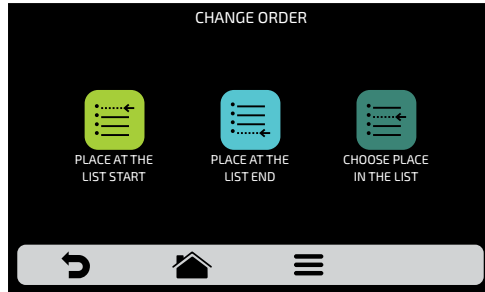 CHANGE ORDER
PLACE AT THE
LIST START
PLACE AT THE
LIST END
CHOOSE PLACE
IN THE LIST